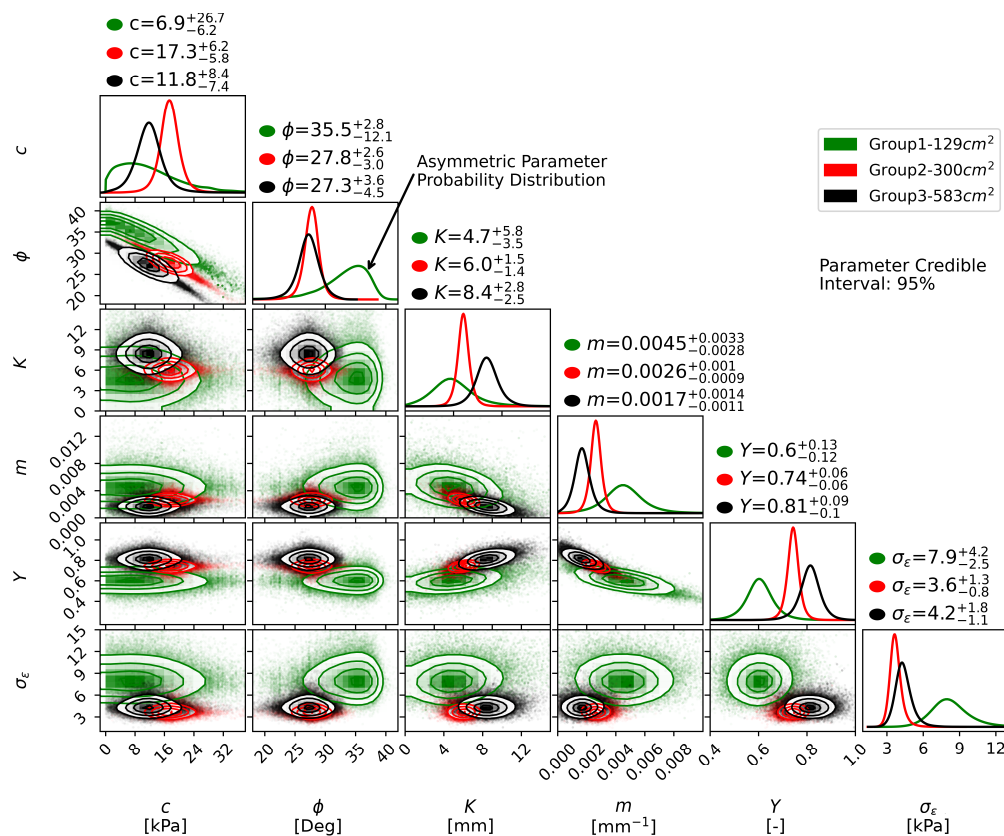 c=6.9^{+26.7}_{-6.2}
c=17.3^{+6.2}_{-5.8}
c=11.8^{+8.4}_{-7.4}
ϕ=35.5^{+2.8}_{-12.1}
ϕ=27.8^{+2.6}_{-3.0}
ϕ=27.3^{+3.6}_{-4.5}
Asymmetric Parameter
Probability Distribution
Group1-129cm²
Group2-300cm²
Group3-583cm²
Parameter Credible
Interval: 95%
K=4.7^{+5.8}_{-3.5}
K=6.0^{+1.5}_{-1.4}
K=8.4^{+2.8}_{-2.5}
m=0.0045^{+0.0033}_{-0.0028}
m=0.0026^{+0.001}_{-0.0009}
m=0.0017^{+0.0014}_{-0.0011}
Y=0.6^{+0.13}_{-0.12}
Y=0.74^{+0.06}_{-0.06}
Y=0.81^{+0.09}_{-0.1}
σ_ε=7.9^{+4.2}_{-2.5}
σ_ε=3.6^{+1.3}_{-0.8}
σ_ε=4.2^{+1.8}_{-1.1}
c
ϕ
40
35
27
20
K
12
9
6
3
0
m
0.012
0.008
0.004
0.000
Y
1.0
0.8
0.6
0.4
σ_ε
15
12
9
6
3
0 8 16 24 32
20 27 35 40
0 4 8 12
0.000 0.002 0.004 0.006 0.008
0.4 0.6 0.8 1.0
3 6 9 12
c ϕ K m Y σ_ε
[kPa] [Deg] [mm] [mm⁻¹] [-] [kPa]